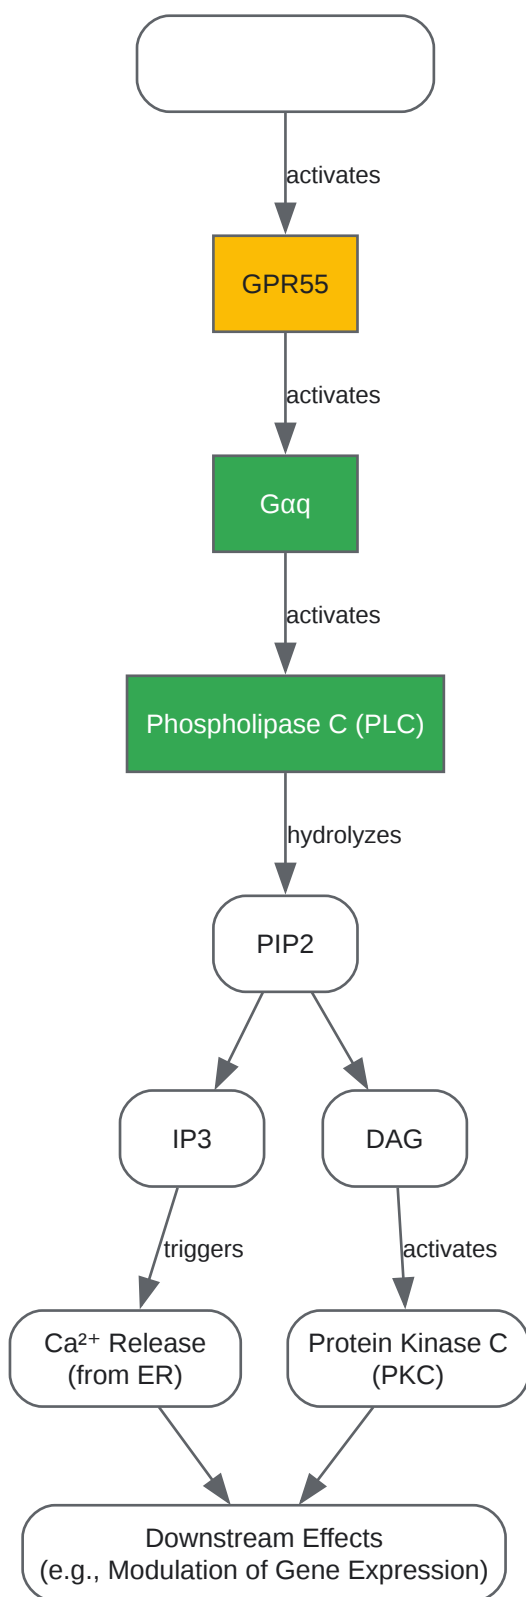 activates
GPR55
activates
Gαq
activates
Phospholipase C (PLC)
hydrolyzes
PIP2
IP3
DAG
triggers
activates
Ca²⁺ Release
(from ER)
Protein Kinase C
(PKC)
Downstream Effects
(e.g., Modulation of Gene Expression)